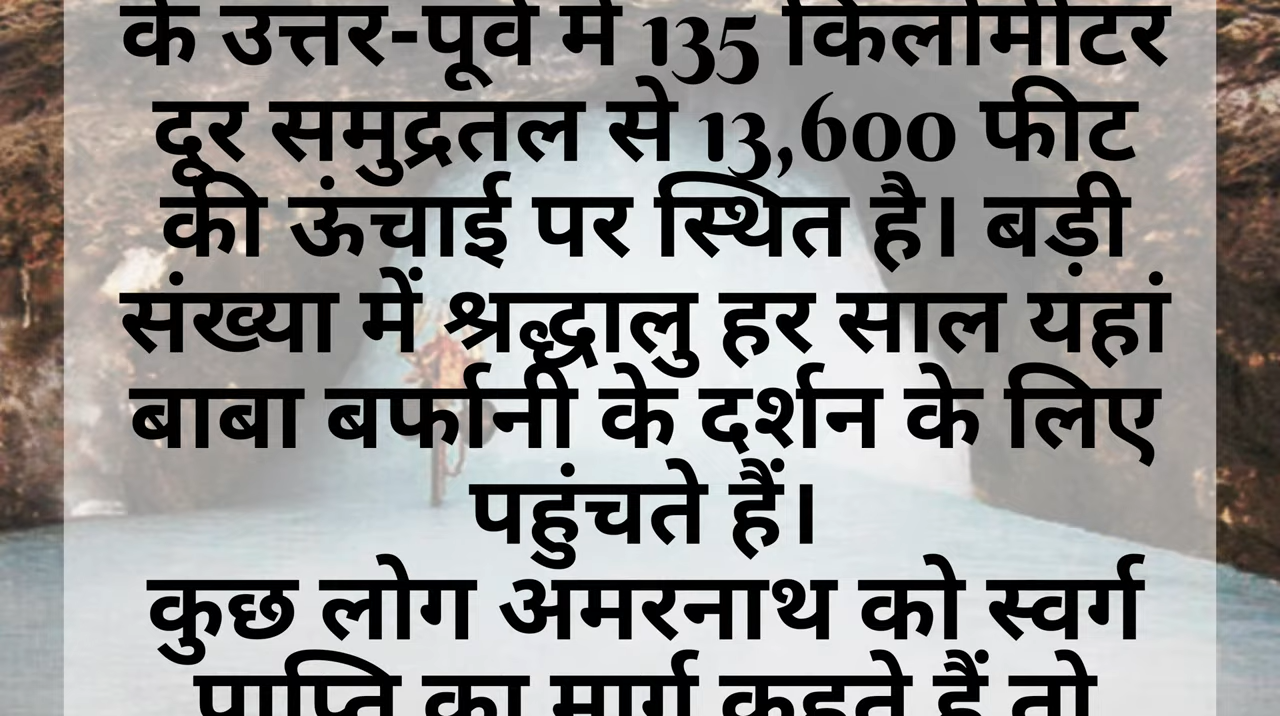 के उत्तर-पूर्व में 135 किलोमीटर
दूर समुद्रतल से 13,600 फीट
की ऊंचाई पर स्थित है। बड़ी
संख्या में श्रद्धालु हर साल यहां
बाबा बर्फानी के दर्शन के लिए
पहुंचते हैं।
कुछ लोग अमरनाथ को स्वर्ग
प्राप्ति का मार्ग कहते हैं तो